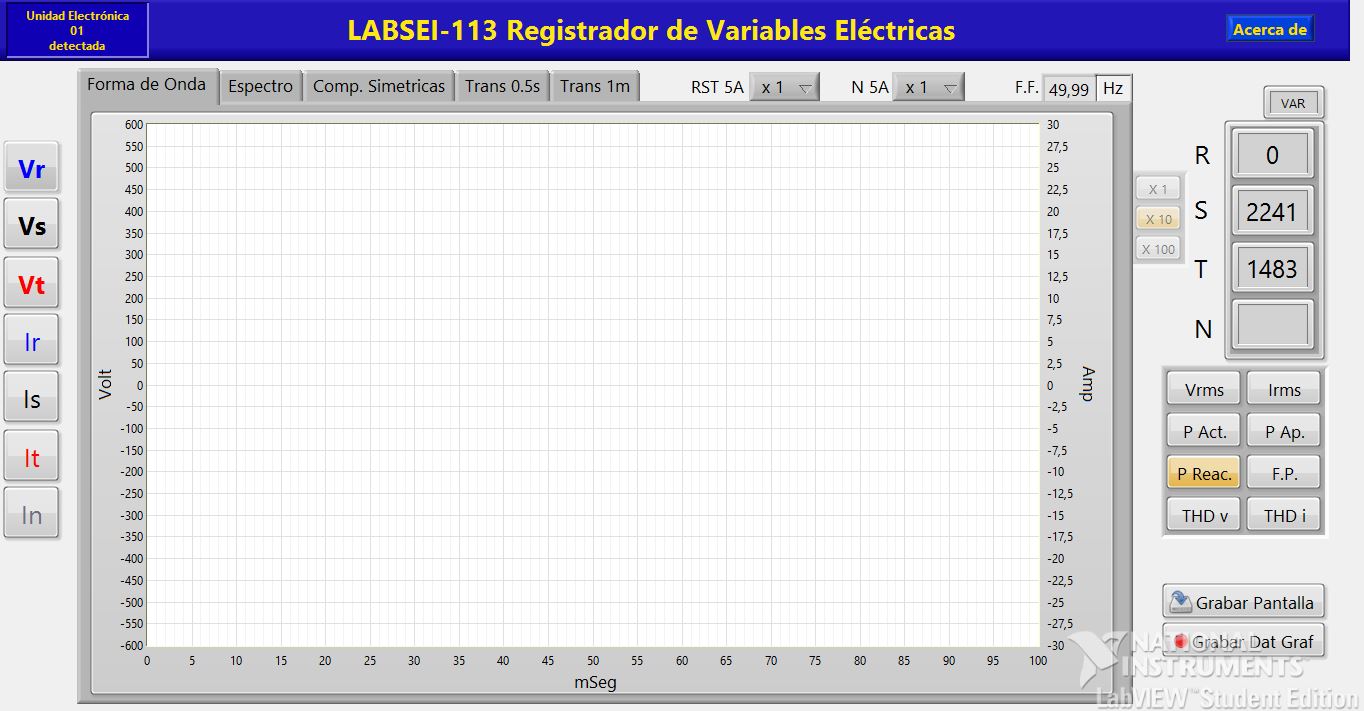 Unidad Electrónica
01
detectada
LABSEI-113 Registrador de Variables Eléctricas
Acerca de
Forma de Onda
Espectro
Comp. Simetricas
Trans 0.5s
Trans 1m
RST 5A
x 1
N 5A
x 1
F.F.
49,99
Hz
VAR
Vr
Vs
Vt
Ir
Is
It
In
600
550
500
450
400
350
300
250
200
150
100
50
0
-50
-100
-150
-200
-250
-300
-350
-400
-450
-500
-550
-600
Volt
30
27,5
25
22,5
20
17,5
15
12,5
10
7,5
5
2,5
0
-2,5
-5
-7,5
-10
-12,5
-15
-17,5
-20
-22,5
-25
-27,5
-30
Amp
0 5 10 15 20 25 30 35 40 45 50 55 60 65 70 75 80 85 90 95 100
mSeg
X 1
X 10
X 100
R
0
S
2241
T
1483
N
Vrms
Irms
P Act.
P Ap.
P Reac.
F.P.
THD v
THD i
Grabar Pantalla
Grabar Dat Graf
NATIONAL
INSTRUMENTS™
LabVIEW™ Student Edition